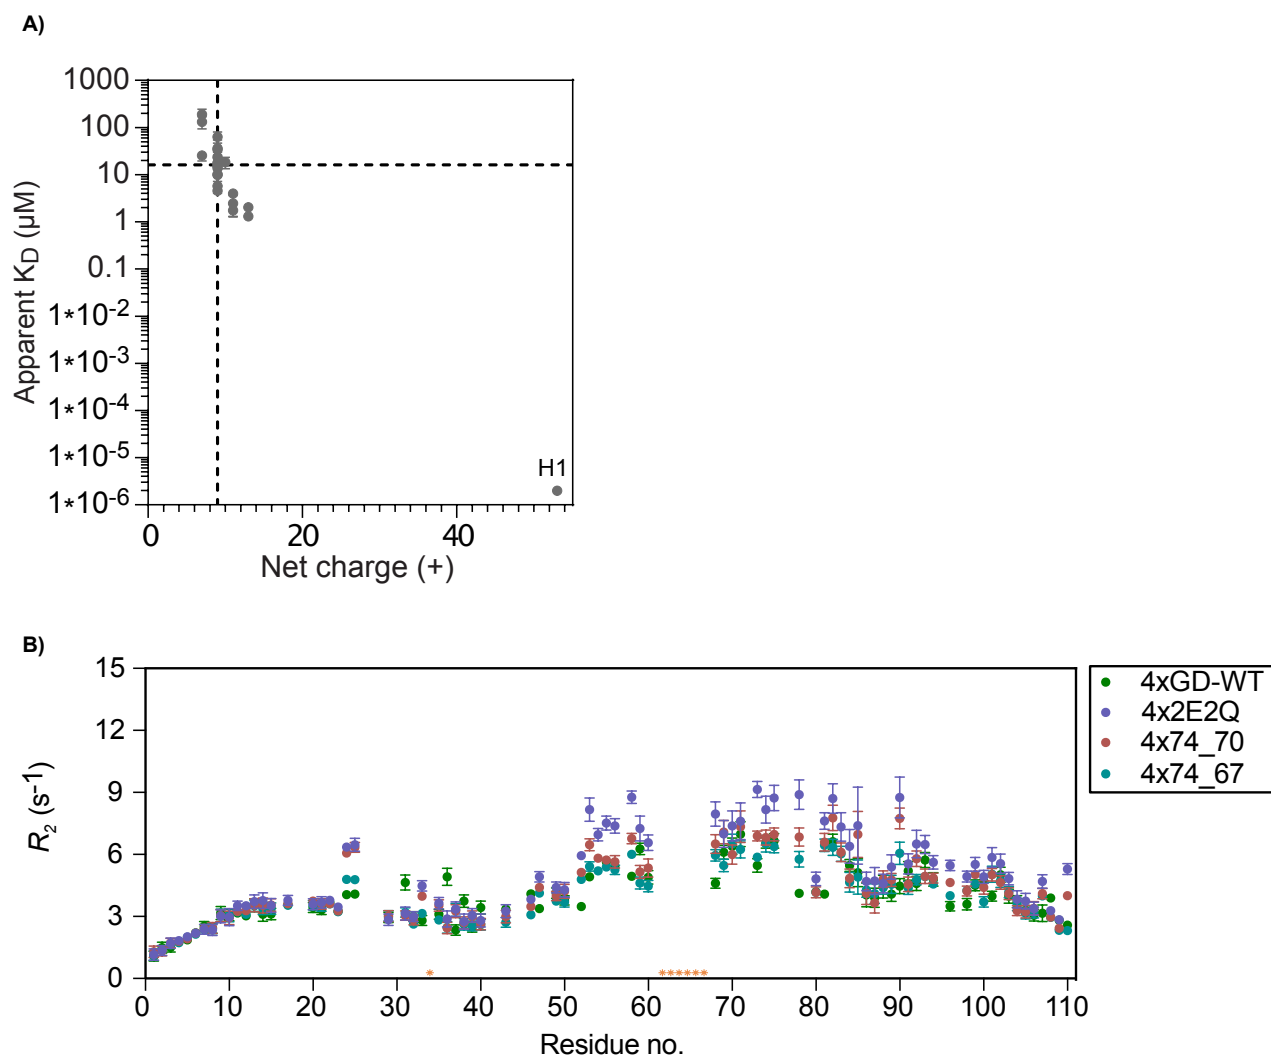 A)
1000
100
10
1
0.1
1*10-2
1*10-3
1*10-4
1*10-5
1*10-6
Apparent KD (µM)
H1
0 20 40
Net charge (+)
B)
15
12
9
6
3
0
R2 (s–1)
* ******
0 10 20 30 40 50 60 70 80 90 100 110
Residue no.
4xGD-WT
4x2E2Q
4x74_70
4x74_67